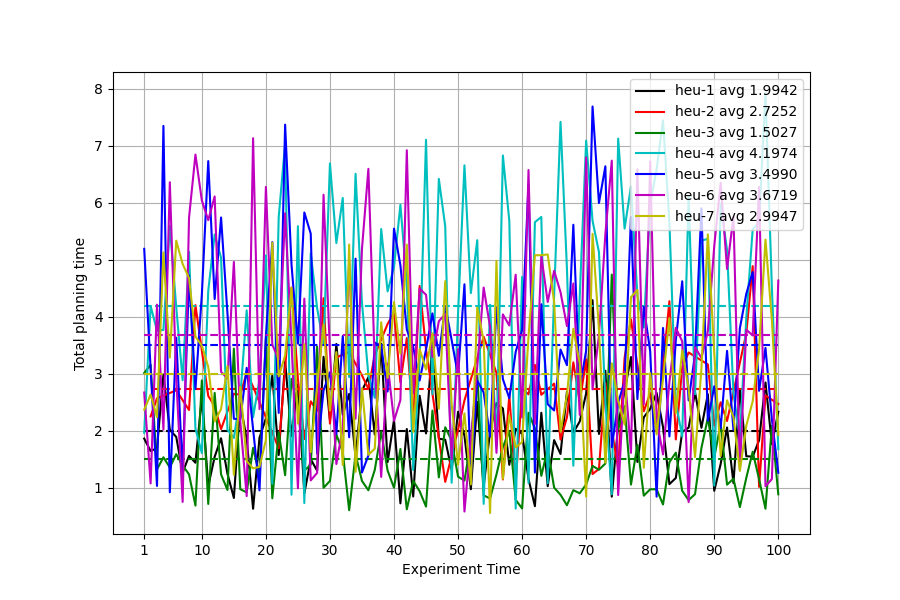 8
7
6
5
4
3
2
1
Total planning time
heu-1 avg 1.9942
heu-2 avg 2.7252
heu-3 avg 1.5027
heu-4 avg 4.1974
heu-5 avg 3.4990
heu-6 avg 3.6719
heu-7 avg 2.9947
1 10 20 30 40 50 60 70 80 90 100
Experiment Time